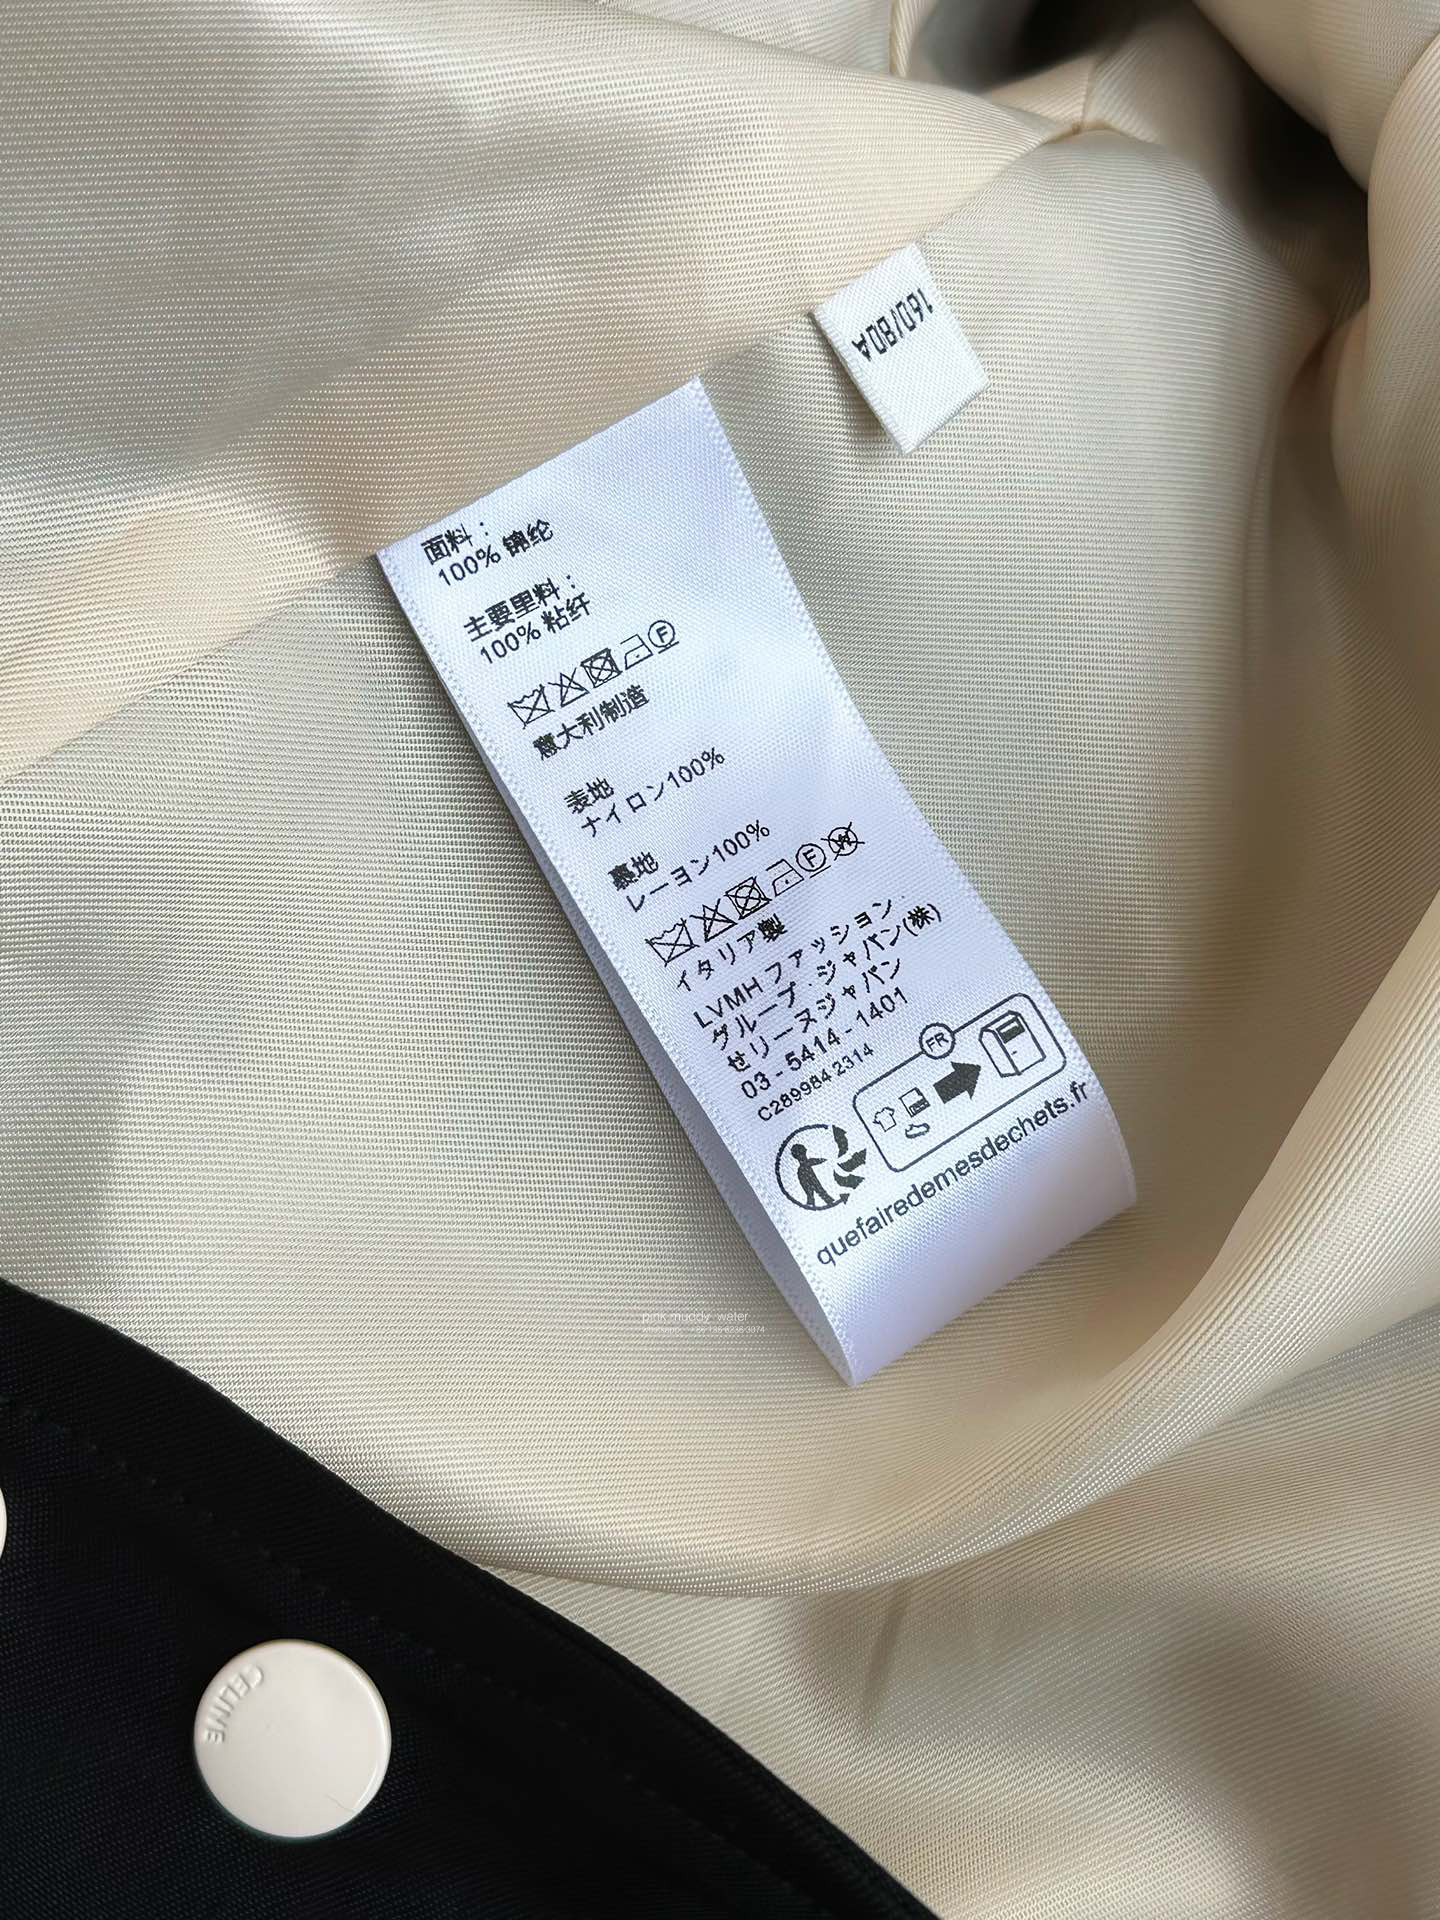 160/80A
面料：
100% 锦纶
主要里料：
100% 粘纤
F
意大利制造
表地
ナイロン100%
裏地
レーヨン100%
F W
イタリア製
LVMH ファッション.
グループ.ジャパン(株)
せリーヌジャパン
03 - 5414 - 1401
C289984 2314
FR
quefairedemesdechets.fr
pink_muddy_water
CELINE